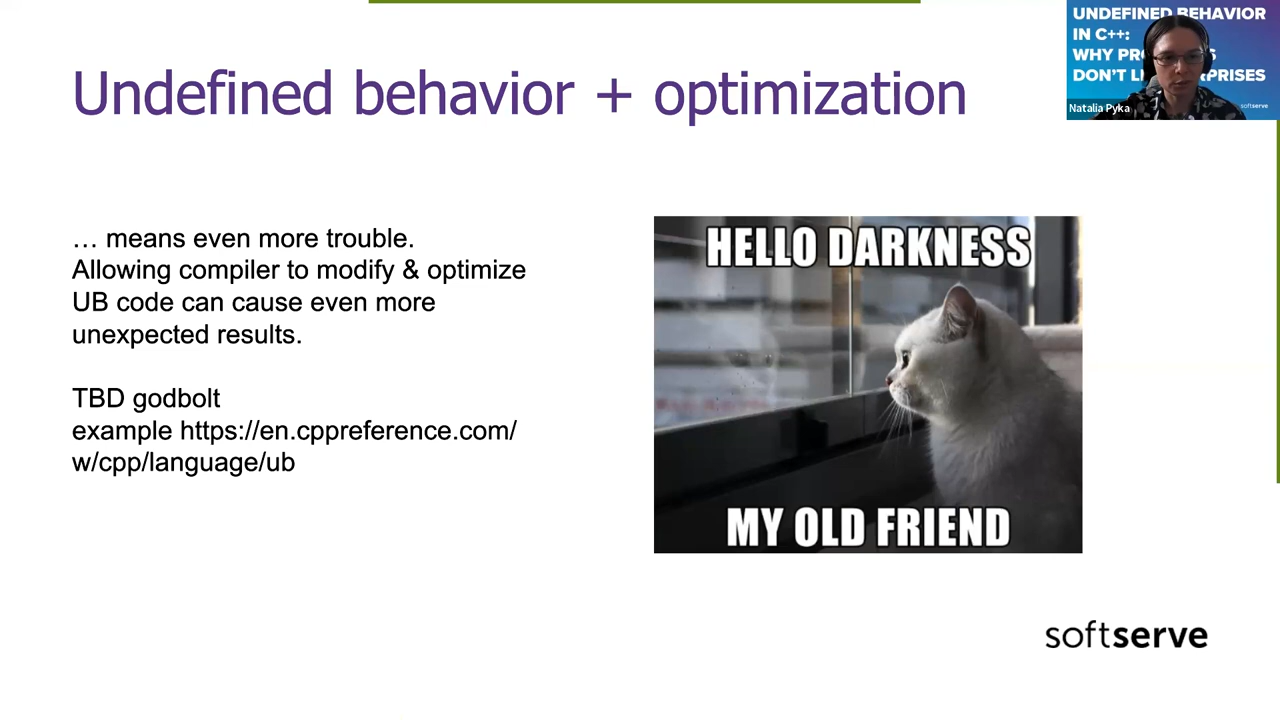 Undefined behavior + optimization
UNDEFINED BEHAVIOR
IN C++:
WHY
DON'T
Natalia Pyka
softserve
… means even more trouble.
Allowing compiler to modify & optimize
UB code can cause even more
unexpected results.
TBD godbolt
example https://en.cppreference.com/
w/cpp/language/ub
HELLO DARKNESS
MY OLD FRIEND
softserve